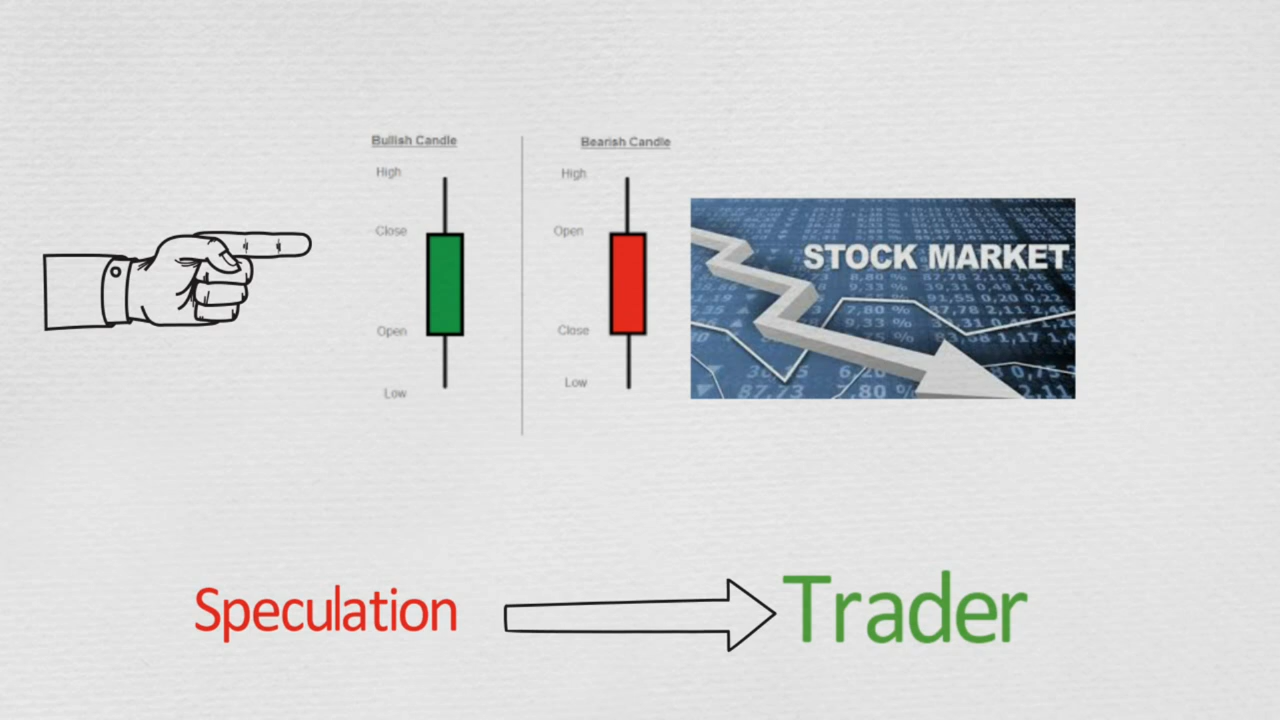 Bullish Candle
High
Close
Open
Low
Bearish Candle
High
Open
Close
Low
STOCK MARKET
Speculation
Trader